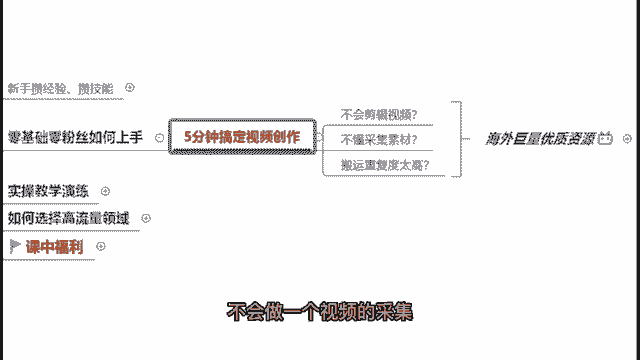 新手攒经验、攒技能
零基础零粉丝如何上手
5分钟搞定视频创作
不会剪辑视频?
不懂采集素材?
搬运重复度太高?
海外巨量优质资源
实操教学演练
如何选择高流量领域
课中福利
不会做一个视频的采集